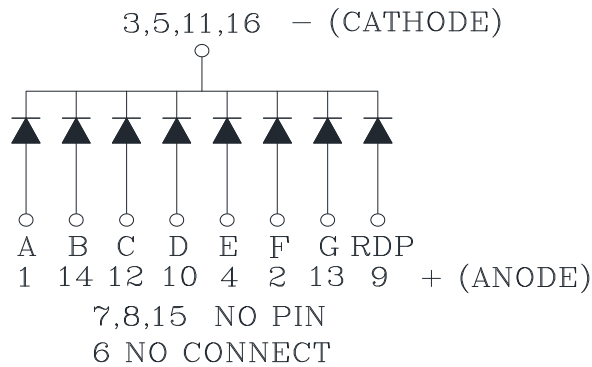 3,5,11,16 − (CATHODE)
A B C D E F G RDP
1 14 12 10 4 2 13 9 + (ANODE)
7,8,15 NO PIN
6 NO CONNECT